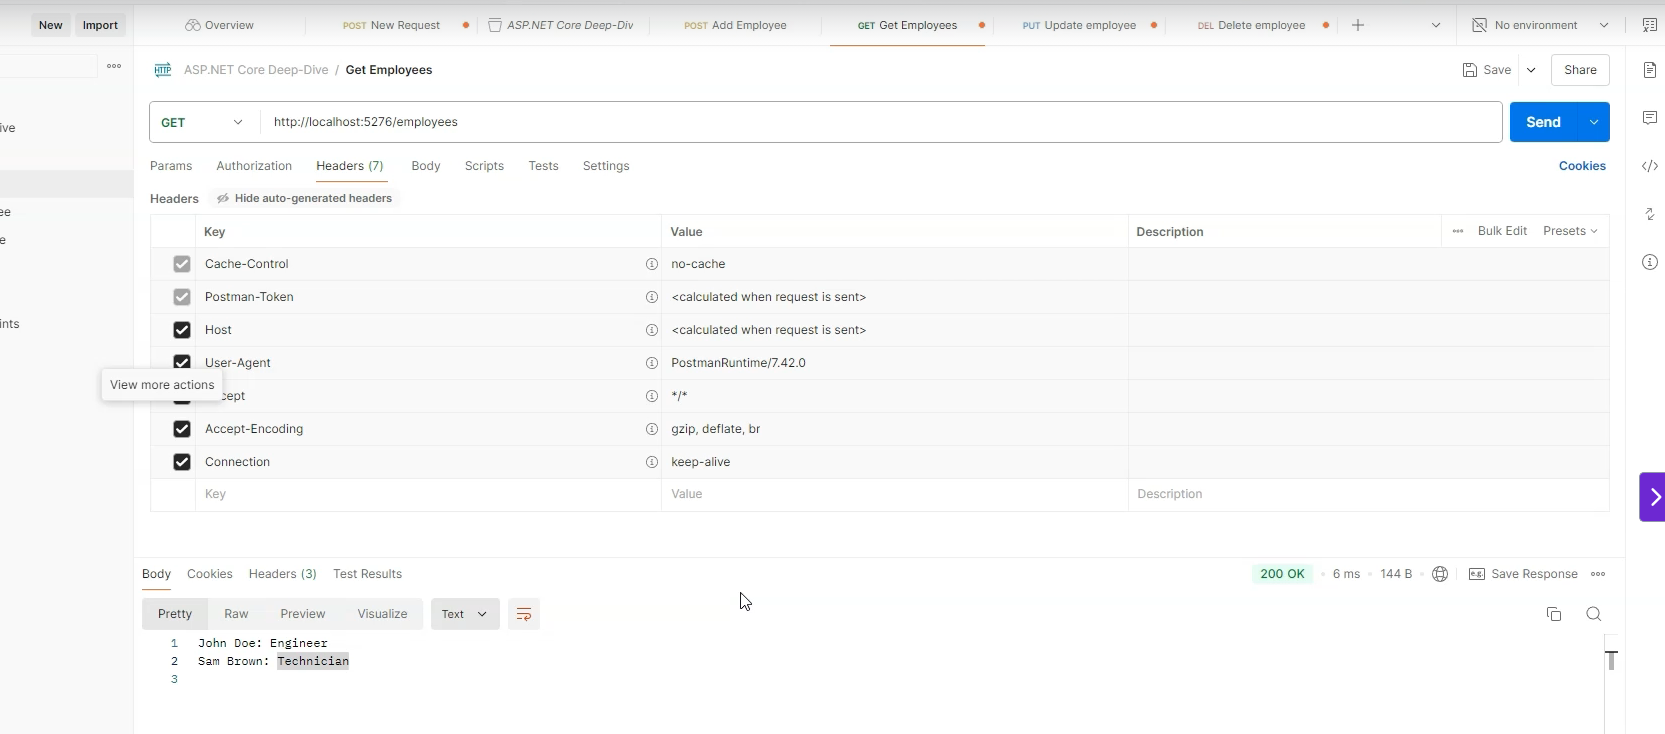 New Import Overview POST New Request ASP.NET Core Deep-Div POST Add Employee GET Get Employees PUT Update employee DEL Delete employee No environment
HTTP ASP.NET Core Deep-Dive / Get Employees Save Share
GET http://localhost:5276/employees Send
ive
Params Authorization Headers (7) Body Scripts Tests Settings Cookies
Headers Hide auto-generated headers
ee
Key Value Description Bulk Edit Presets
e
Cache-Control no-cache
Postman-Token <calculated when request is sent>
ints
Host <calculated when request is sent>
User-Agent PostmanRuntime/7.42.0
View more actions
cept */*
Accept-Encoding gzip, deflate, br
Connection keep-alive
Key Value Description
Body Cookies Headers (3) Test Results 200 OK 6 ms 144 B e.g. Save Response
Pretty Raw Preview Visualize Text
1 John Doe: Engineer
2 Sam Brown: Technician
3